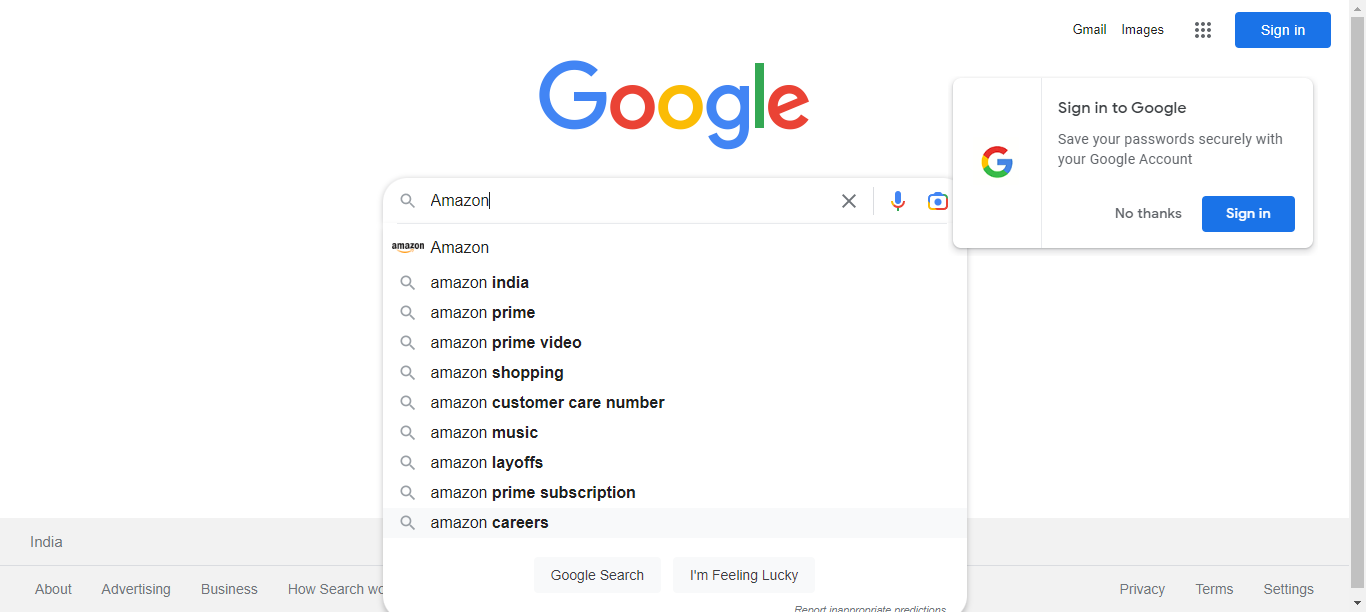 Gmail Images Sign in
Google
Sign in to Google
Save your passwords securely with
your Google Account
No thanks Sign in
Amazon
amazon Amazon
amazon india
amazon prime
amazon prime video
amazon shopping
amazon customer care number
amazon music
amazon layoffs
amazon prime subscription
amazon careers
Google Search I'm Feeling Lucky
Report inappropriate predictions
India
About Advertising Business How Search wo
Privacy Terms Settings